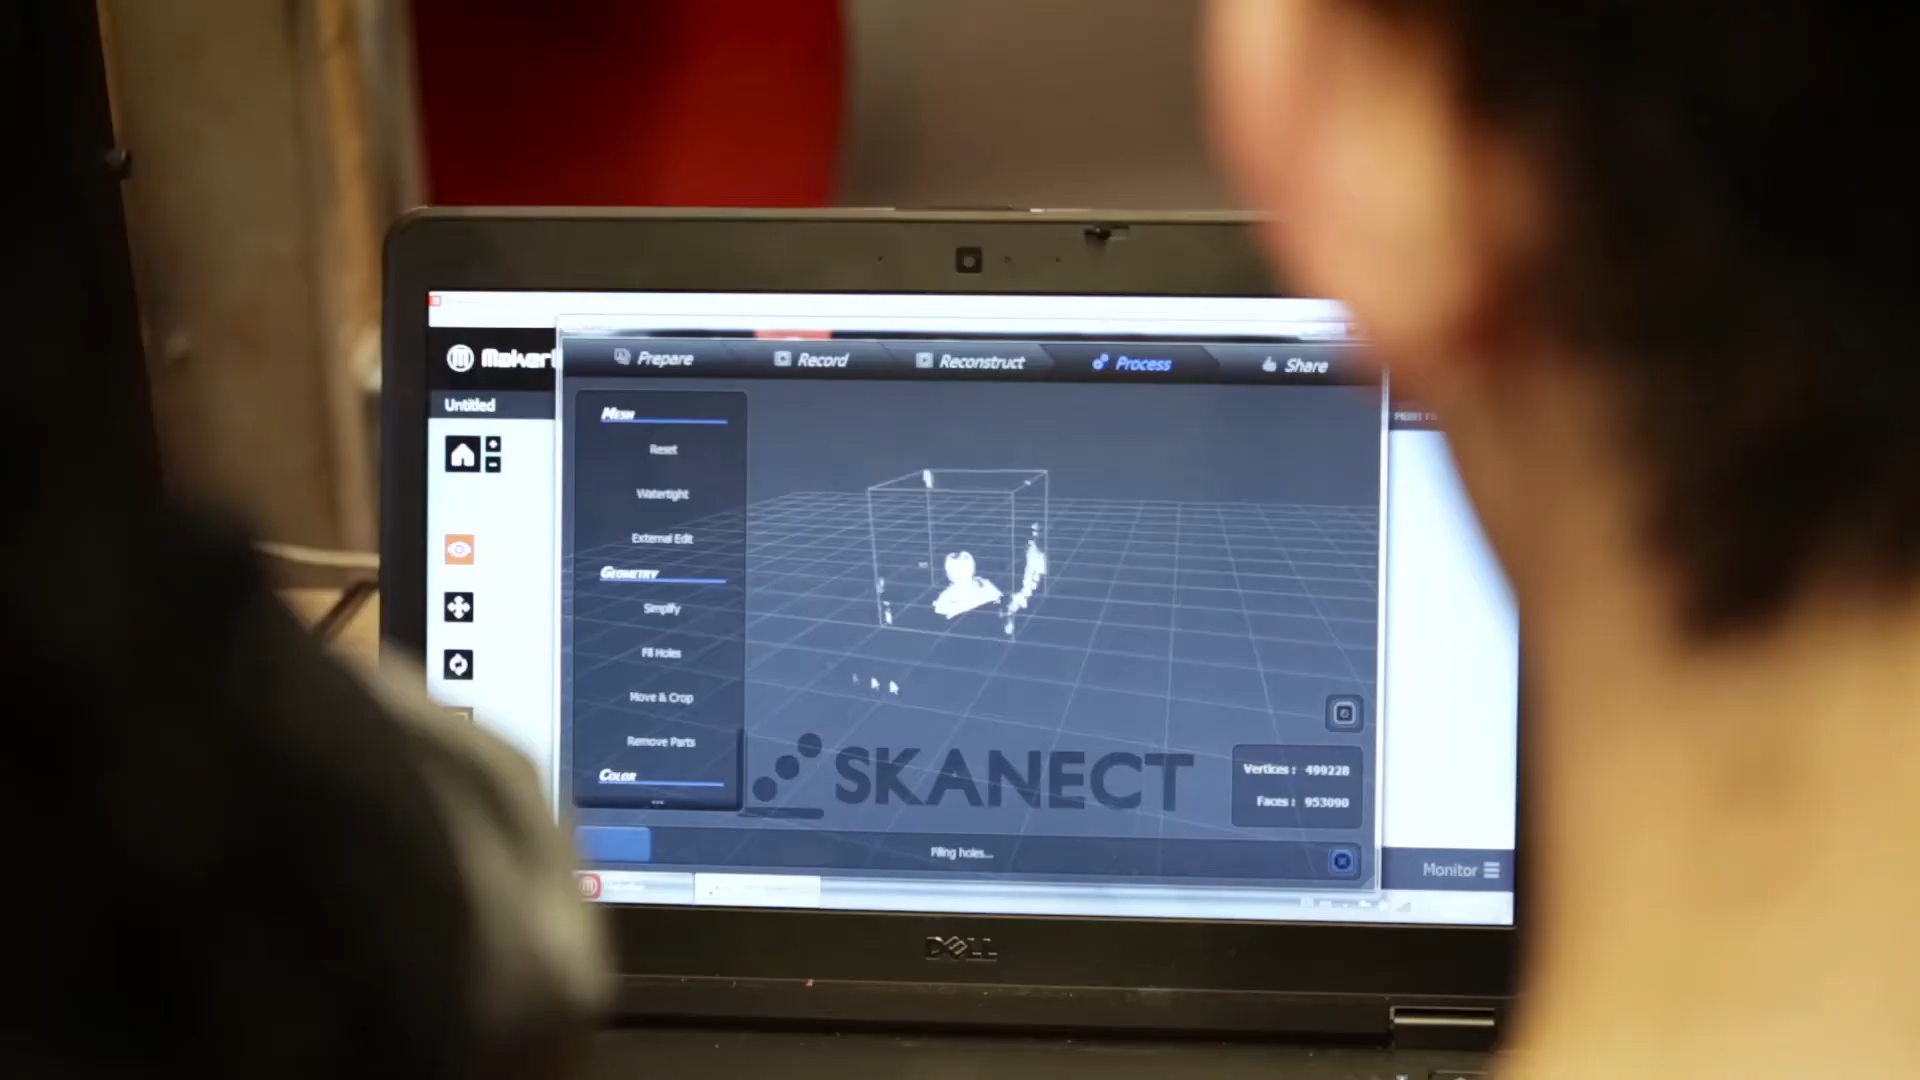 Prepare
Record
Reconstruct
Process
Share
Untitled
Mesh
Reset
Watertight
External Edit
Geometry
Simplify
Fill Holes
Move & Crop
Remove Parts
Color
...
SKANECT
Vertices : 499228
Faces : 953090
Filling holes...
Monitor
DELL